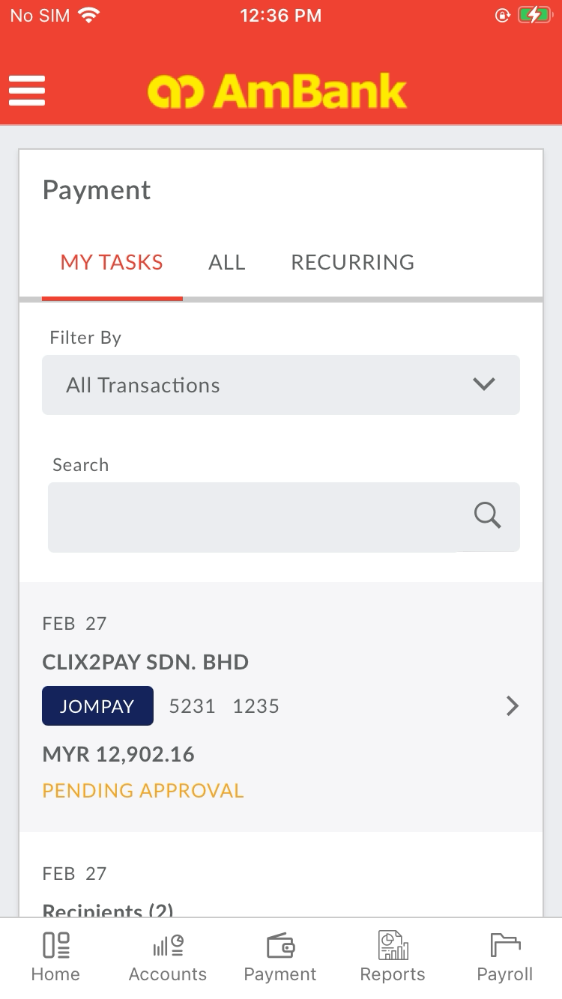 No SIM 12:36 PM
AmBank
Payment
MY TASKS ALL RECURRING
Filter By
All Transactions
Search
FEB 27
CLIX2PAY SDN. BHD
JOMPAY 5231 1235
MYR 12,902.16
PENDING APPROVAL
FEB 27
Recipients (2)
Home Accounts Payment Reports Payroll